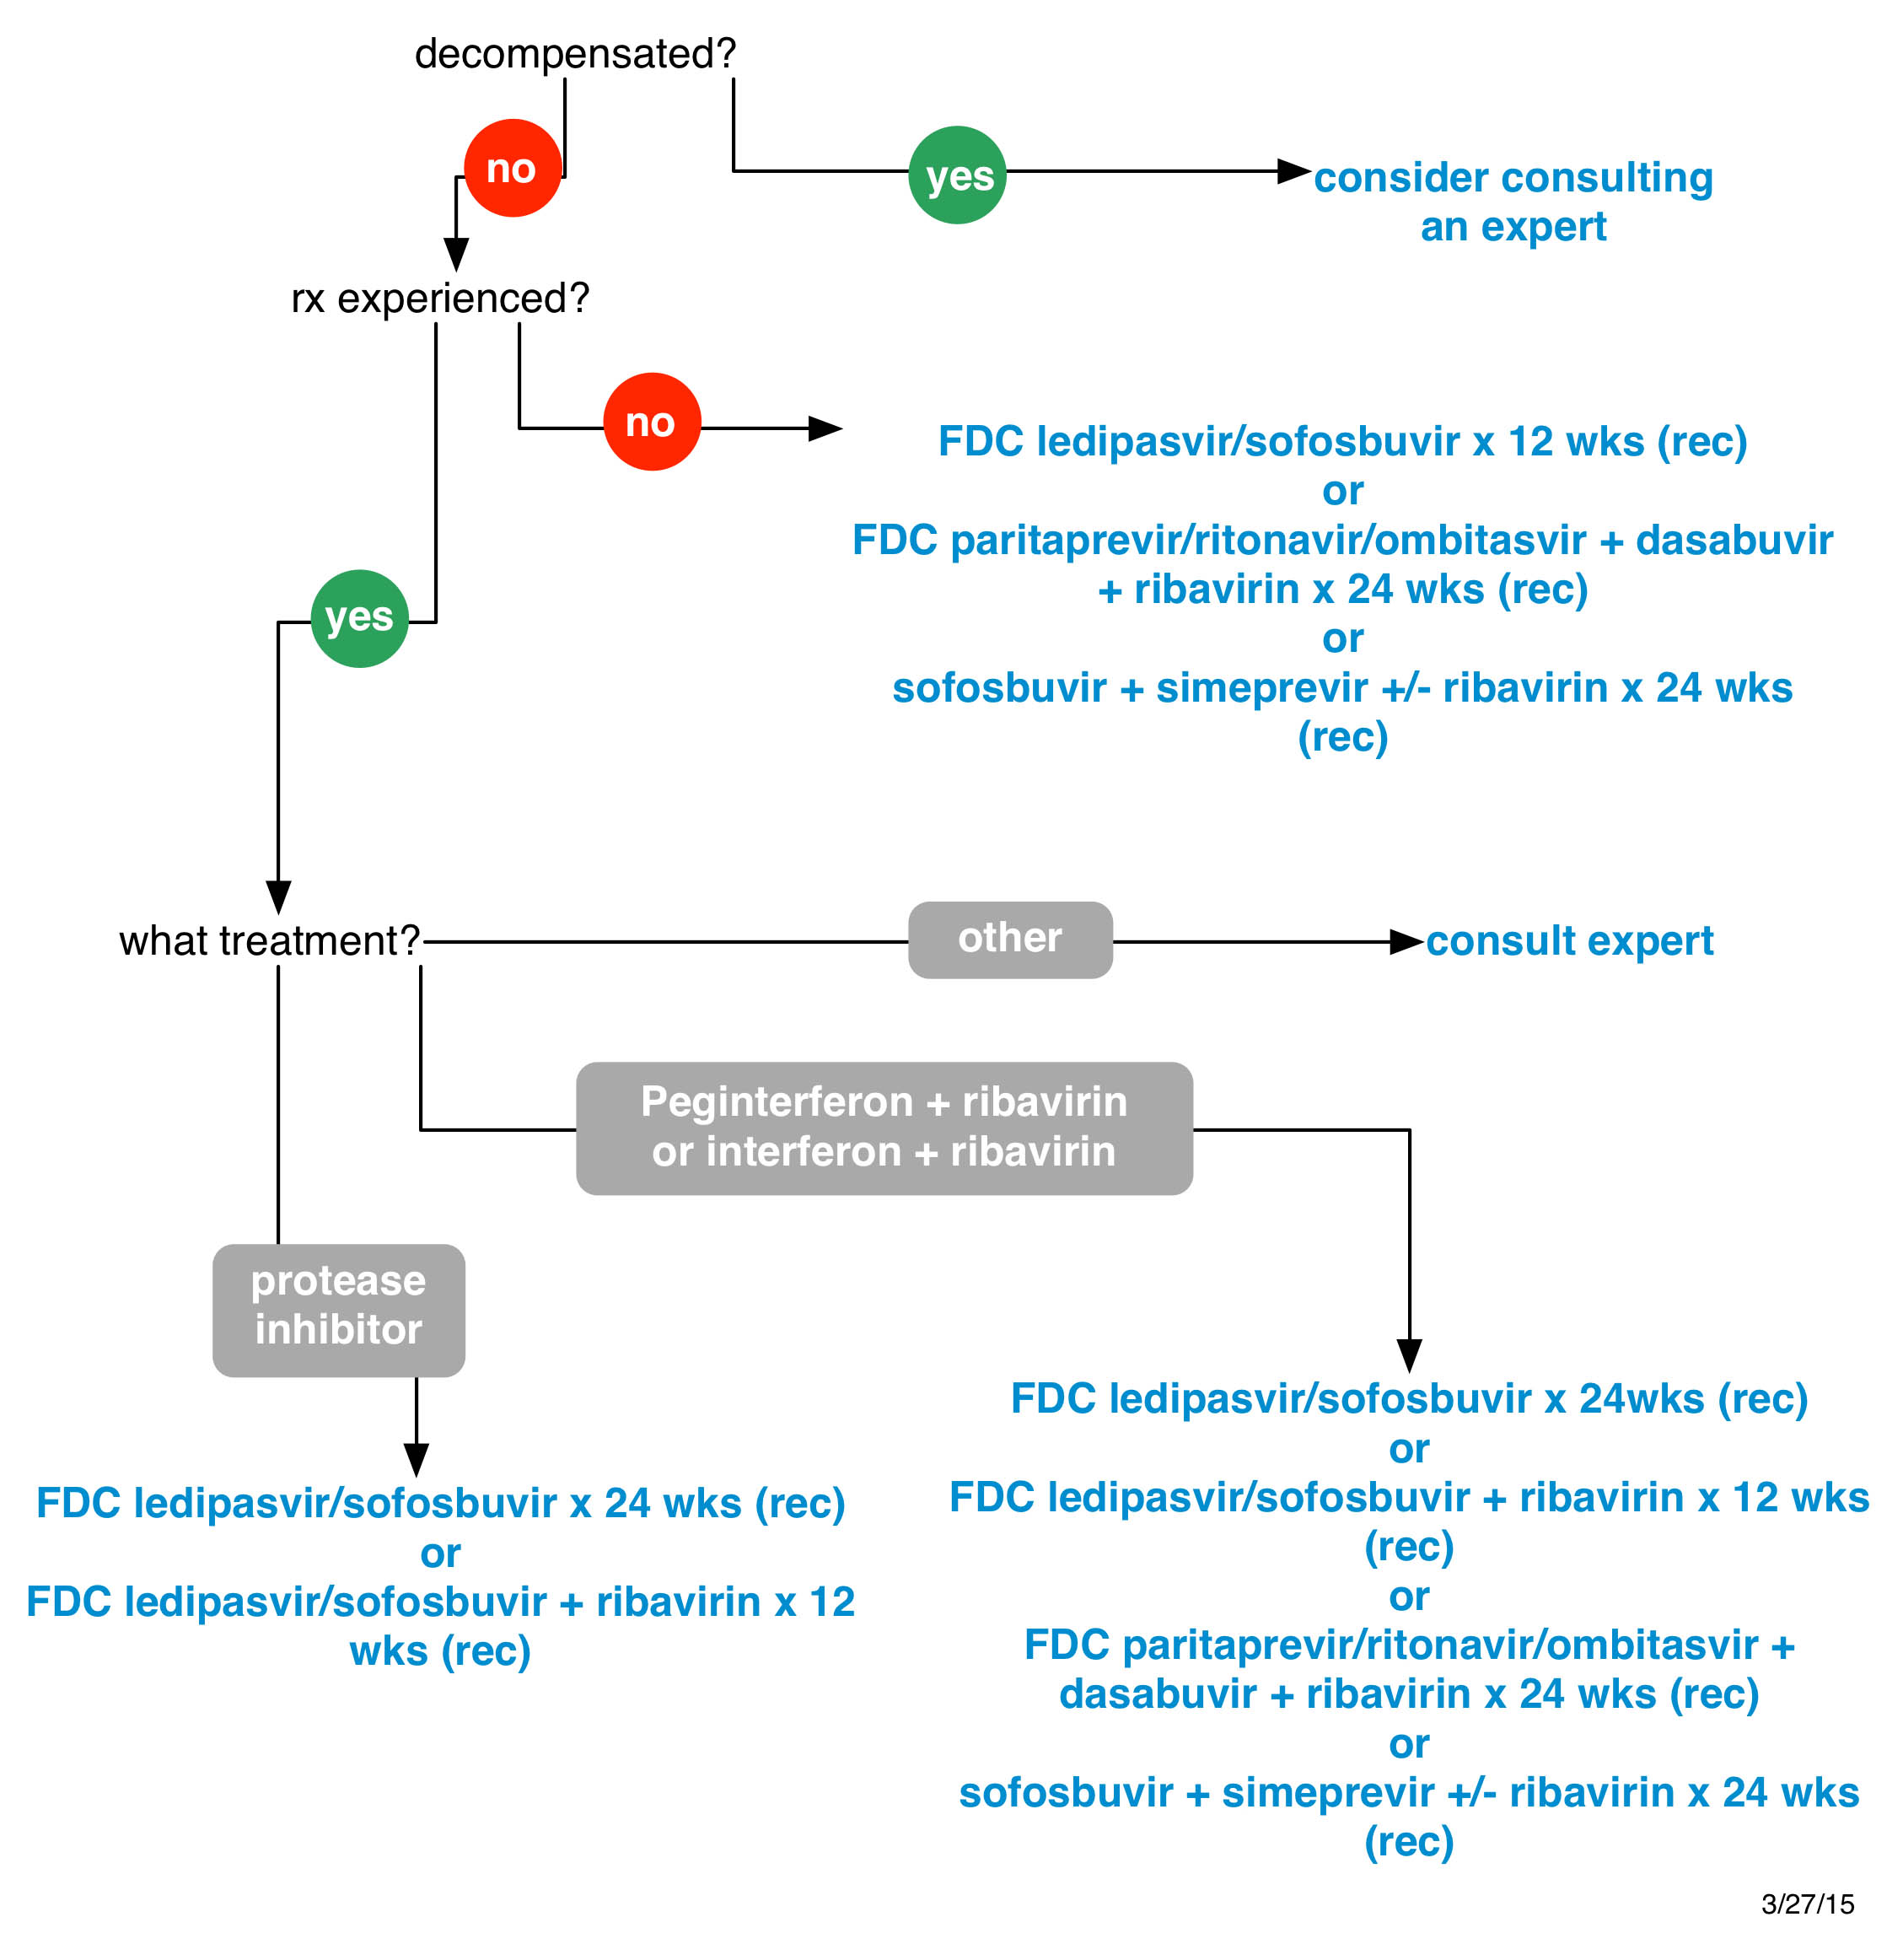 decompensated?
no
yes
consider consulting
an expert
rx experienced?
no
FDC ledipasvir/sofosbuvir x 12 wks (rec)
or
FDC paritaprevir/ritonavir/ombitasvir + dasabuvir
+ ribavirin x 24 wks (rec)
or
sofosbuvir + simeprevir +/- ribavirin x 24 wks
(rec)
yes
what treatment?
other
consult expert
Peginterferon + ribavirin
or interferon + ribavirin
protease
inhibitor
FDC ledipasvir/sofosbuvir x 24 wks (rec)
or
FDC ledipasvir/sofosbuvir + ribavirin x 12
wks (rec)
FDC ledipasvir/sofosbuvir x 24wks (rec)
or
FDC ledipasvir/sofosbuvir + ribavirin x 12 wks
(rec)
or
FDC paritaprevir/ritonavir/ombitasvir +
dasabuvir + ribavirin x 24 wks (rec)
or
sofosbuvir + simeprevir +/- ribavirin x 24 wks
(rec)
3/27/15